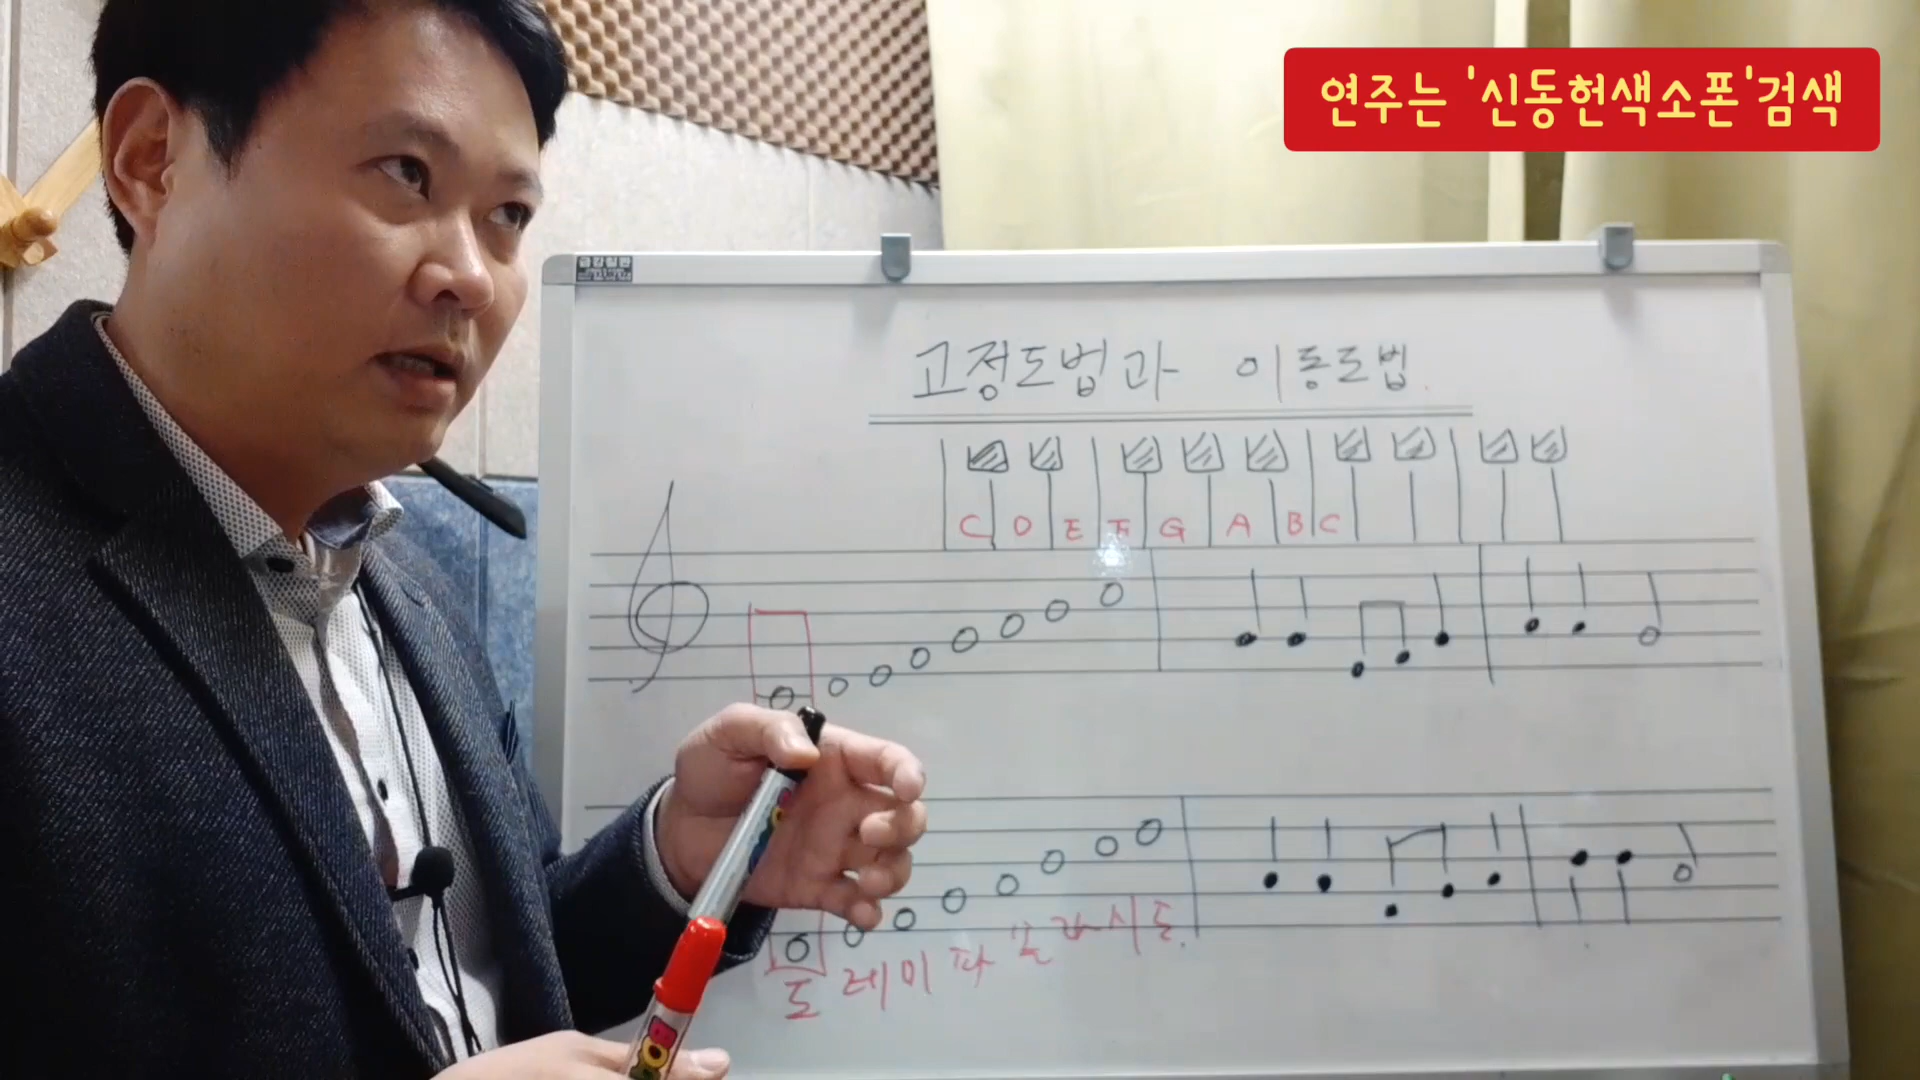 연주는 '신동헌색소폰'검색
고정도법과 이동도법
C D E F G A B C
도 레 미 파 솔 라 시 도